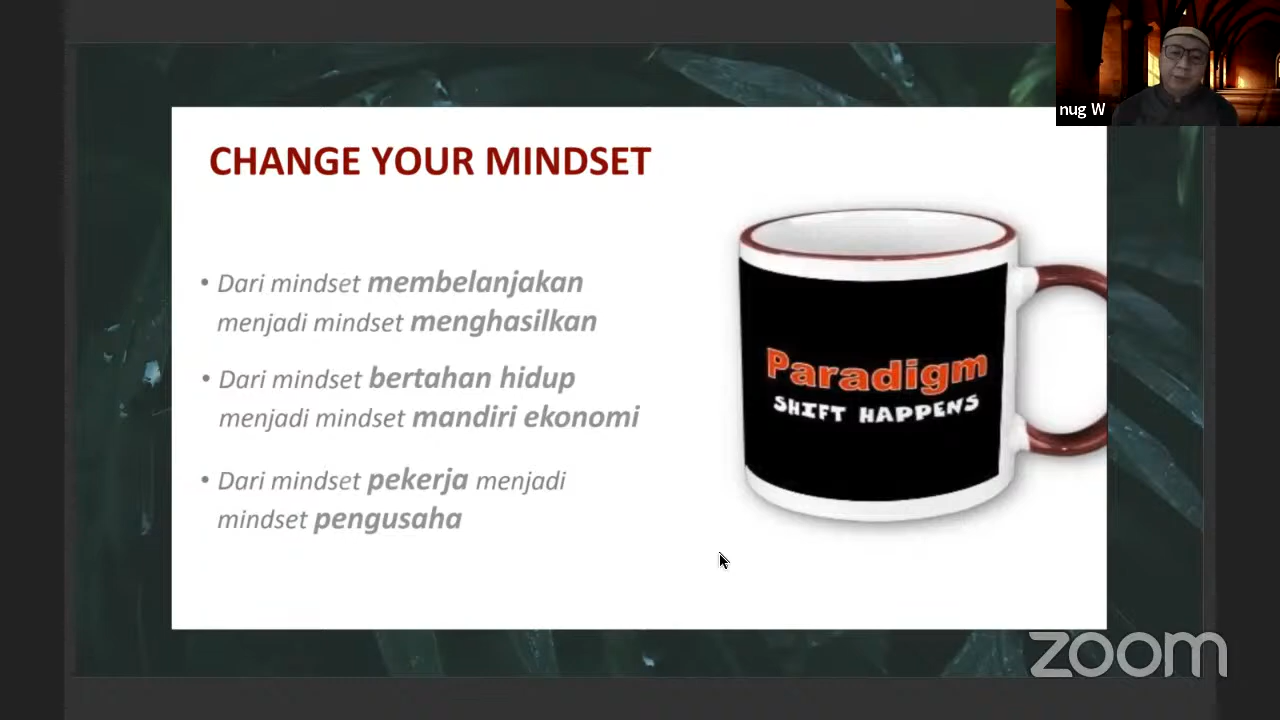 nug W
CHANGE YOUR MINDSET
• Dari mindset membelanjakan
menjadi mindset menghasilkan
• Dari mindset bertahan hidup
menjadi mindset mandiri ekonomi
• Dari mindset pekerja menjadi
mindset pengusaha
Paradigm
SHIFT HAPPENS
zoom